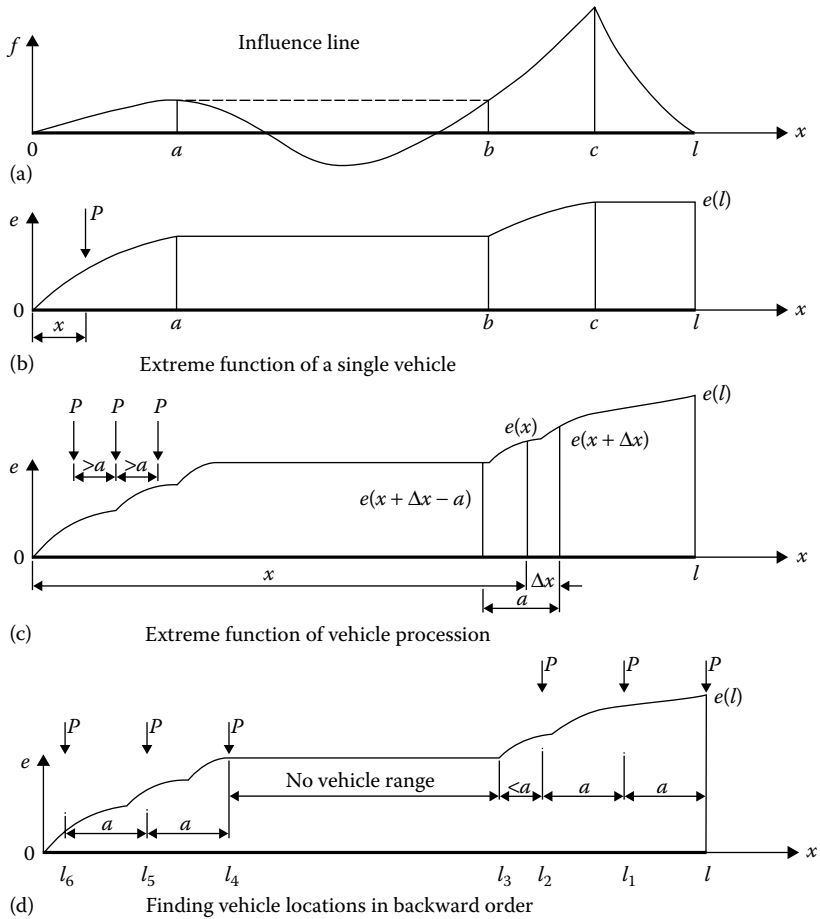 f
Influence line
0 a b c l x
(a)
e
P
e(l)
0
x a b c l x
(b) Extreme function of a single vehicle
P P P
>a >a
e
e(x)
e(x + Δx)
e(l)
e(x + Δx − a)
0
x
x Δx l
a
(c) Extreme function of vehicle procession
P P P
P P P
e(l)
e
No vehicle range
<a a a
a a
0
x
l6 l5 l4 l3 l2 l1 l
(d) Finding vehicle locations in backward order